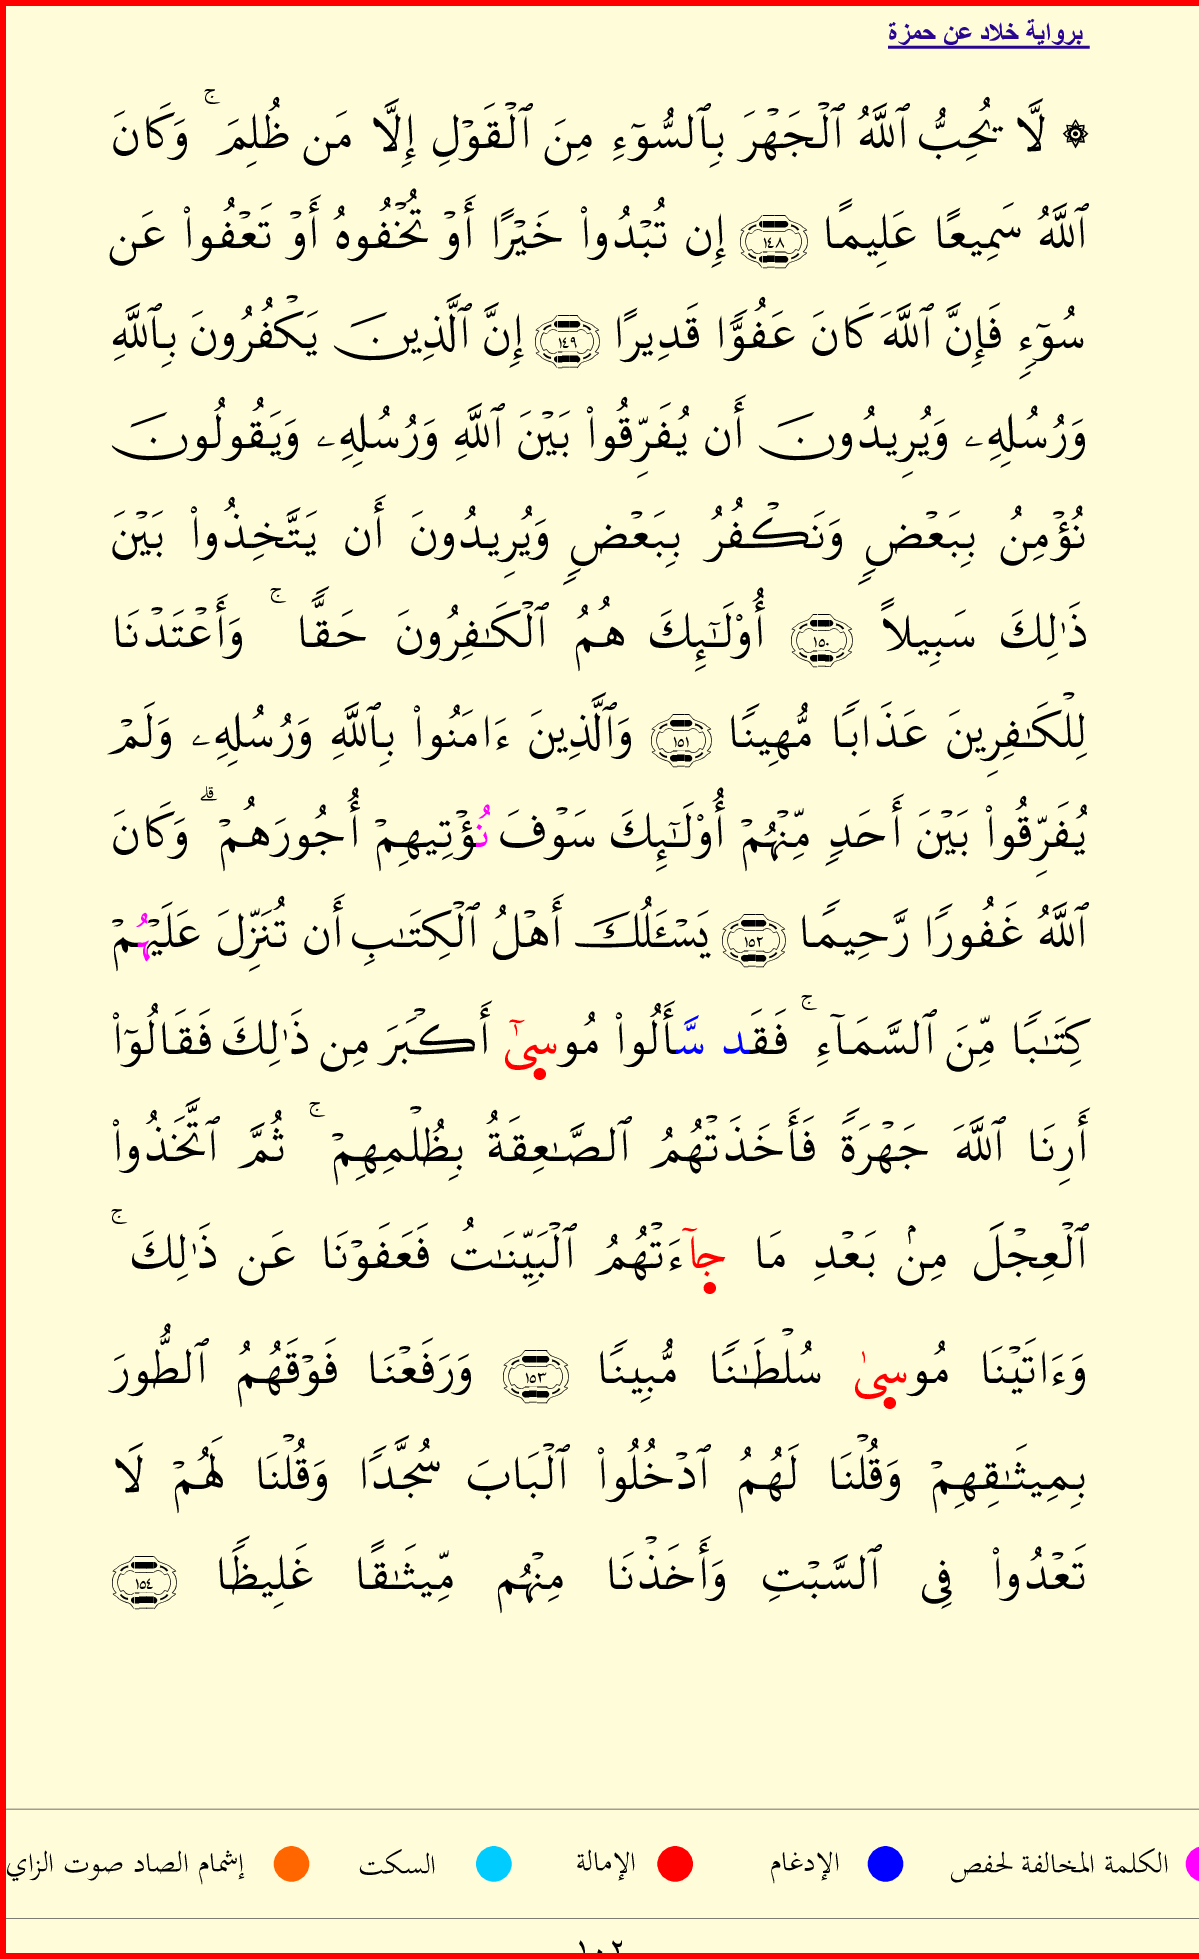 برواية خلاد عن حمزة
۞ لَّا يُحِبُّ ٱللَّهُ ٱلْجَهْرَ بِٱلسُّوٓءِ مِنَ ٱلْقَوْلِ إِلَّا مَن ظُلِمَ ۚ وَكَانَ
ٱللَّهُ سَمِيعًا عَلِيمًا ١٤٨ إِن تُبْدُوا۟ خَيْرًا أَوْ تُخْفُوهُ أَوْ تَعْفُوا۟ عَن
سُوٓءٍ فَإِنَّ ٱللَّهَ كَانَ عَفُوًّا قَدِيرًا ١٤٩ إِنَّ ٱلَّذِينَ يَكْفُرُونَ بِٱللَّهِ
وَرُسُلِهِۦ وَيُرِيدُونَ أَن يُفَرِّقُوا۟ بَيْنَ ٱللَّهِ وَرُسُلِهِۦ وَيَقُولُونَ
نُؤْمِنُ بِبَعْضٍ وَنَكْفُرُ بِبَعْضٍ وَيُرِيدُونَ أَن يَتَّخِذُوا۟ بَيْنَ
ذَٰلِكَ سَبِيلاً ١٥٠ أُو۟لَـٰٓئِكَ هُمُ ٱلْكَـٰفِرُونَ حَقًّا ۚ وَأَعْتَدْنَا
لِلْكَـٰفِرِينَ عَذَابًا مُّهِينًا ١٥١ وَٱلَّذِينَ ءَامَنُوا۟ بِٱللَّهِ وَرُسُلِهِۦ وَلَمْ
يُفَرِّقُوا۟ بَيْنَ أَحَدٍ مِّنْهُمْ أُو۟لَـٰٓئِكَ سَوْفَ نُؤْتِيهِمْ أُجُورَهُمْ ۗ وَكَانَ
ٱللَّهُ غَفُورًا رَّحِيمًا ١٥٢ يَسْـَٔلُكَ أَهْلُ ٱلْكِتَـٰبِ أَن تُنَزِّلَ عَلَيْهُمْ
كِتَـٰبًا مِّنَ ٱلسَّمَآءِ ۚ فَقَد سَّأَلُوا۟ مُوسِىٰٓ أَكْبَرَ مِن ذَٰلِكَ فَقَالُوٓا۟
أَرِنَا ٱللَّهَ جَهْرَةً فَأَخَذَتْهُمُ ٱلصَّـٰعِقَةُ بِظُلْمِهِمْ ۚ ثُمَّ ٱتَّخَذُوا۟
ٱلْعِجْلَ مِنۢ بَعْدِ مَا جِآءَتْهُمُ ٱلْبَيِّنَـٰتُ فَعَفَوْنَا عَن ذَٰلِكَ ۚ
وَءَاتَيْنَا مُوسِىٰ سُلْطَـٰنًا مُّبِينًا ١٥٣ وَرَفَعْنَا فَوْقَهُمُ ٱلطُّورَ
بِمِيثَـٰقِهِمْ وَقُلْنَا لَهُمُ ٱدْخُلُوا۟ ٱلْبَابَ سُجَّدًا وَقُلْنَا لَهُمْ لَا
تَعْدُوا۟ فِى ٱلسَّبْتِ وَأَخَذْنَا مِنْهُم مِّيثَـٰقًا غَلِيظًا ١٥٤
الكلمة المخالفة لحفص الإدغام الإمالة السكت إشمام الصاد صوت الزاي
١٠٢